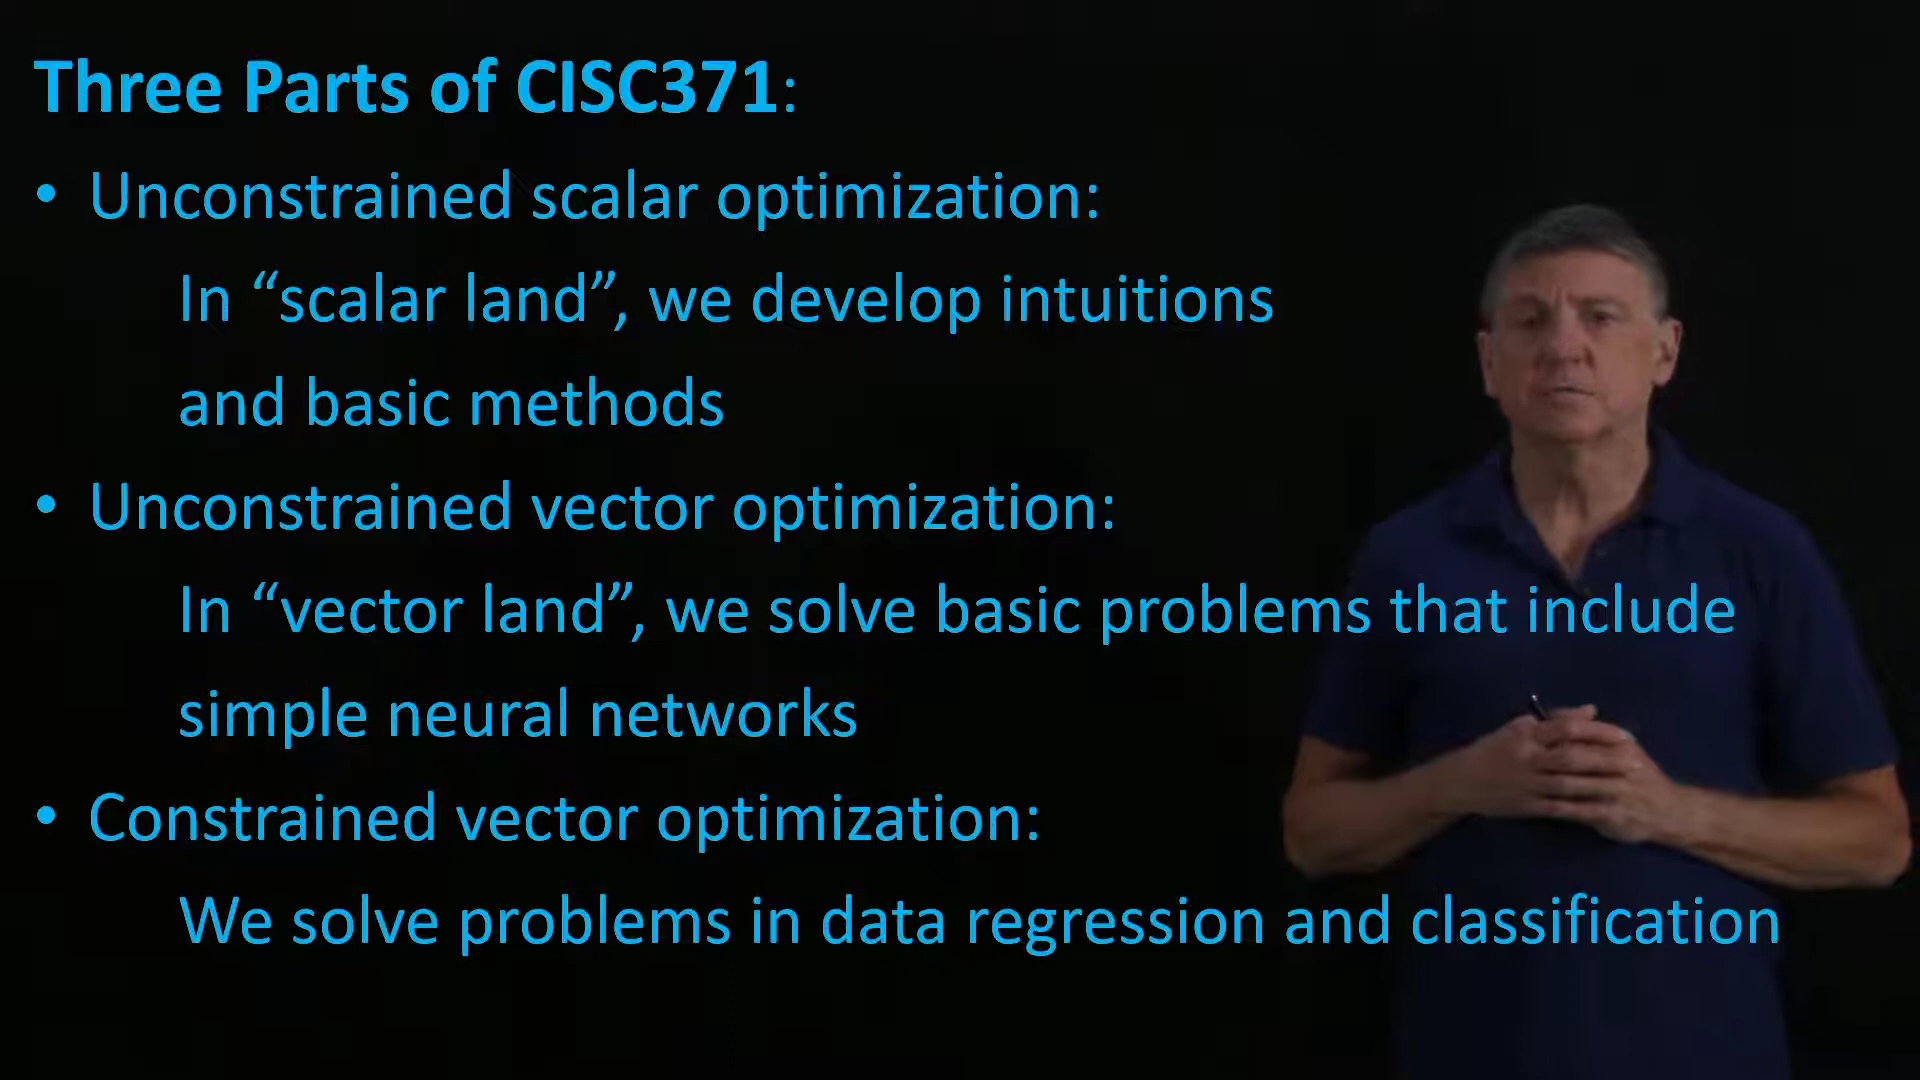 Three Parts of CISC371:
• Unconstrained scalar optimization:
In “scalar land”, we develop intuitions
and basic methods
• Unconstrained vector optimization:
In “vector land”, we solve basic problems that include
simple neural networks
• Constrained vector optimization:
We solve problems in data regression and classification